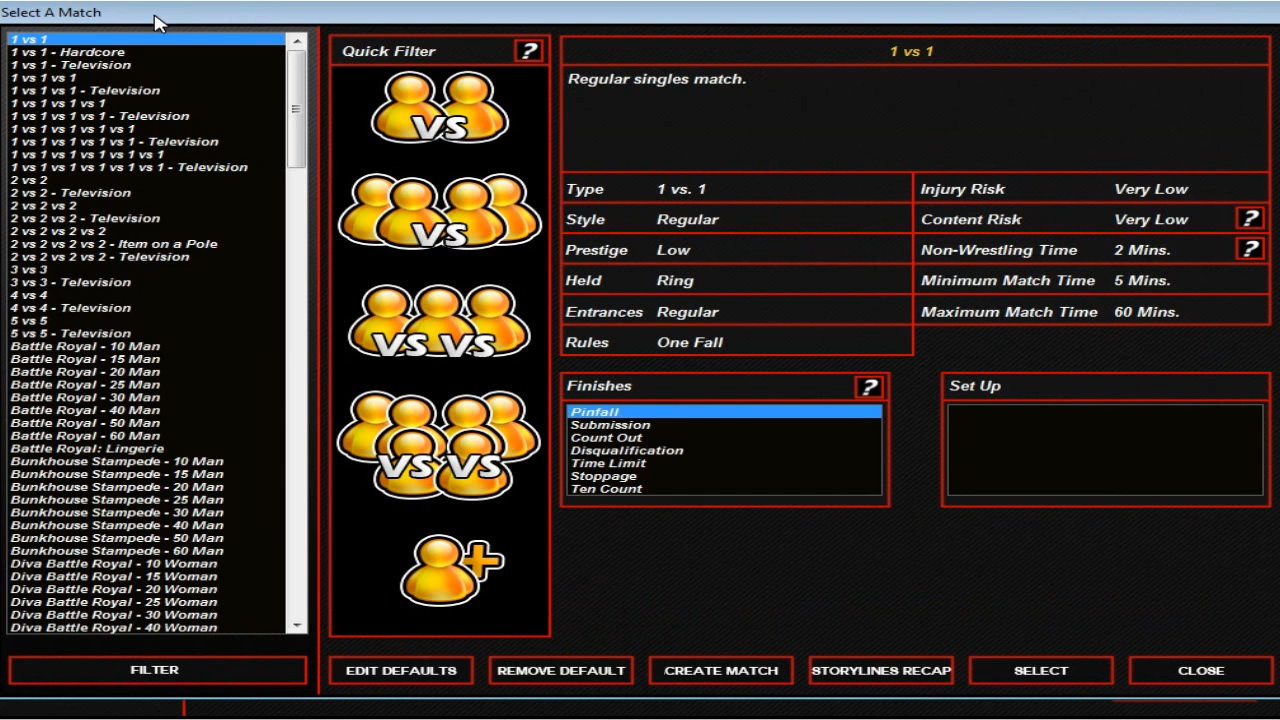 Select A Match
1 vs 1
1 vs 1 - Hardcore
1 vs 1 - Television
1 vs 1 vs 1
1 vs 1 vs 1 - Television
1 vs 1 vs 1 vs 1
1 vs 1 vs 1 vs 1 - Television
1 vs 1 vs 1 vs 1 vs 1
1 vs 1 vs 1 vs 1 vs 1 - Television
1 vs 1 vs 1 vs 1 vs 1 vs 1
1 vs 1 vs 1 vs 1 vs 1 vs 1 - Television
2 vs 2
2 vs 2 - Television
2 vs 2 vs 2
2 vs 2 vs 2 - Television
2 vs 2 vs 2 vs 2
2 vs 2 vs 2 vs 2 - Item on a Pole
2 vs 2 vs 2 vs 2 - Television
3 vs 3
3 vs 3 - Television
4 vs 4
4 vs 4 - Television
5 vs 5
5 vs 5 - Television
Battle Royal - 10 Man
Battle Royal - 15 Man
Battle Royal - 20 Man
Battle Royal - 25 Man
Battle Royal - 30 Man
Battle Royal - 40 Man
Battle Royal - 50 Man
Battle Royal - 60 Man
Battle Royal: Lingerie
Bunkhouse Stampede - 10 Man
Bunkhouse Stampede - 15 Man
Bunkhouse Stampede - 20 Man
Bunkhouse Stampede - 25 Man
Bunkhouse Stampede - 30 Man
Bunkhouse Stampede - 40 Man
Bunkhouse Stampede - 50 Man
Bunkhouse Stampede - 60 Man
Diva Battle Royal - 10 Woman
Diva Battle Royal - 15 Woman
Diva Battle Royal - 20 Woman
Diva Battle Royal - 25 Woman
Diva Battle Royal - 30 Woman
Diva Battle Royal - 40 Woman
FILTER
Quick Filter ?
VS
VS
VS VS
VS VS
1 vs 1
Regular singles match.
Type 1 vs. 1 Injury Risk Very Low
Style Regular Content Risk Very Low ?
Prestige Low Non-Wrestling Time 2 Mins. ?
Held Ring Minimum Match Time 5 Mins.
Entrances Regular Maximum Match Time 60 Mins.
Rules One Fall
Finishes ?
Pinfall
Submission
Count Out
Disqualification
Time Limit
Stoppage
Ten Count
Set Up
EDIT DEFAULTS REMOVE DEFAULT CREATE MATCH STORYLINES RECAP SELECT CLOSE